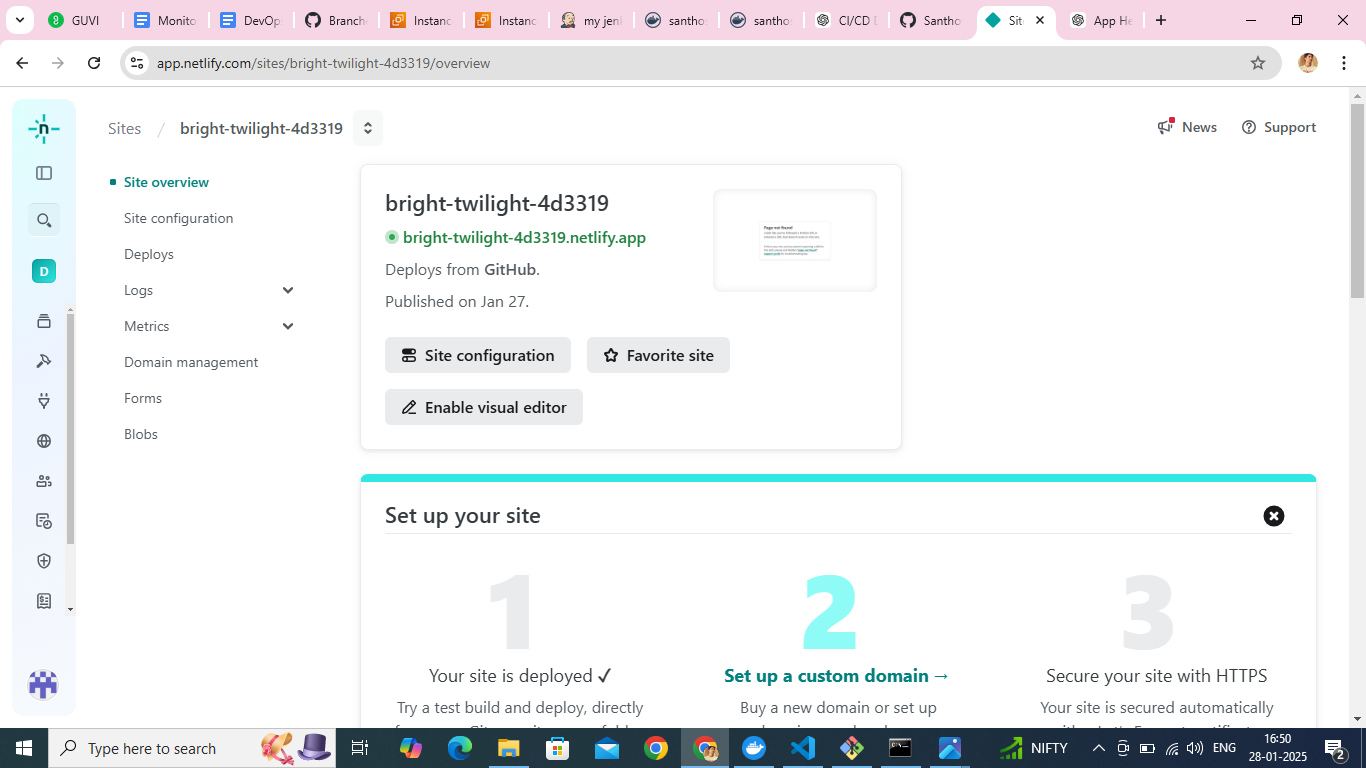 GUVI
Monito
DevOp
Branch
Instanc
Instanc
my jenl
santhos
santhos
CI/CD D
Santho
Sit
App He
app.netlify.com/sites/bright-twilight-4d3319/overview
Sites / bright-twilight-4d3319
News
Support
D
Site overview
Site configuration
Deploys
Logs
Metrics
Domain management
Forms
Blobs
bright-twilight-4d3319
bright-twilight-4d3319.netlify.app
Deploys from GitHub.
Published on Jan 27.
Page not found
Site configuration
Favorite site
Enable visual editor
Set up your site
1
Your site is deployed ✓
Try a test build and deploy, directly
2
Set up a custom domain →
Buy a new domain or set up
3
Secure your site with HTTPS
Your site is secured automatically
Type here to search
NIFTY
ENG
16:50
28-01-2025
2